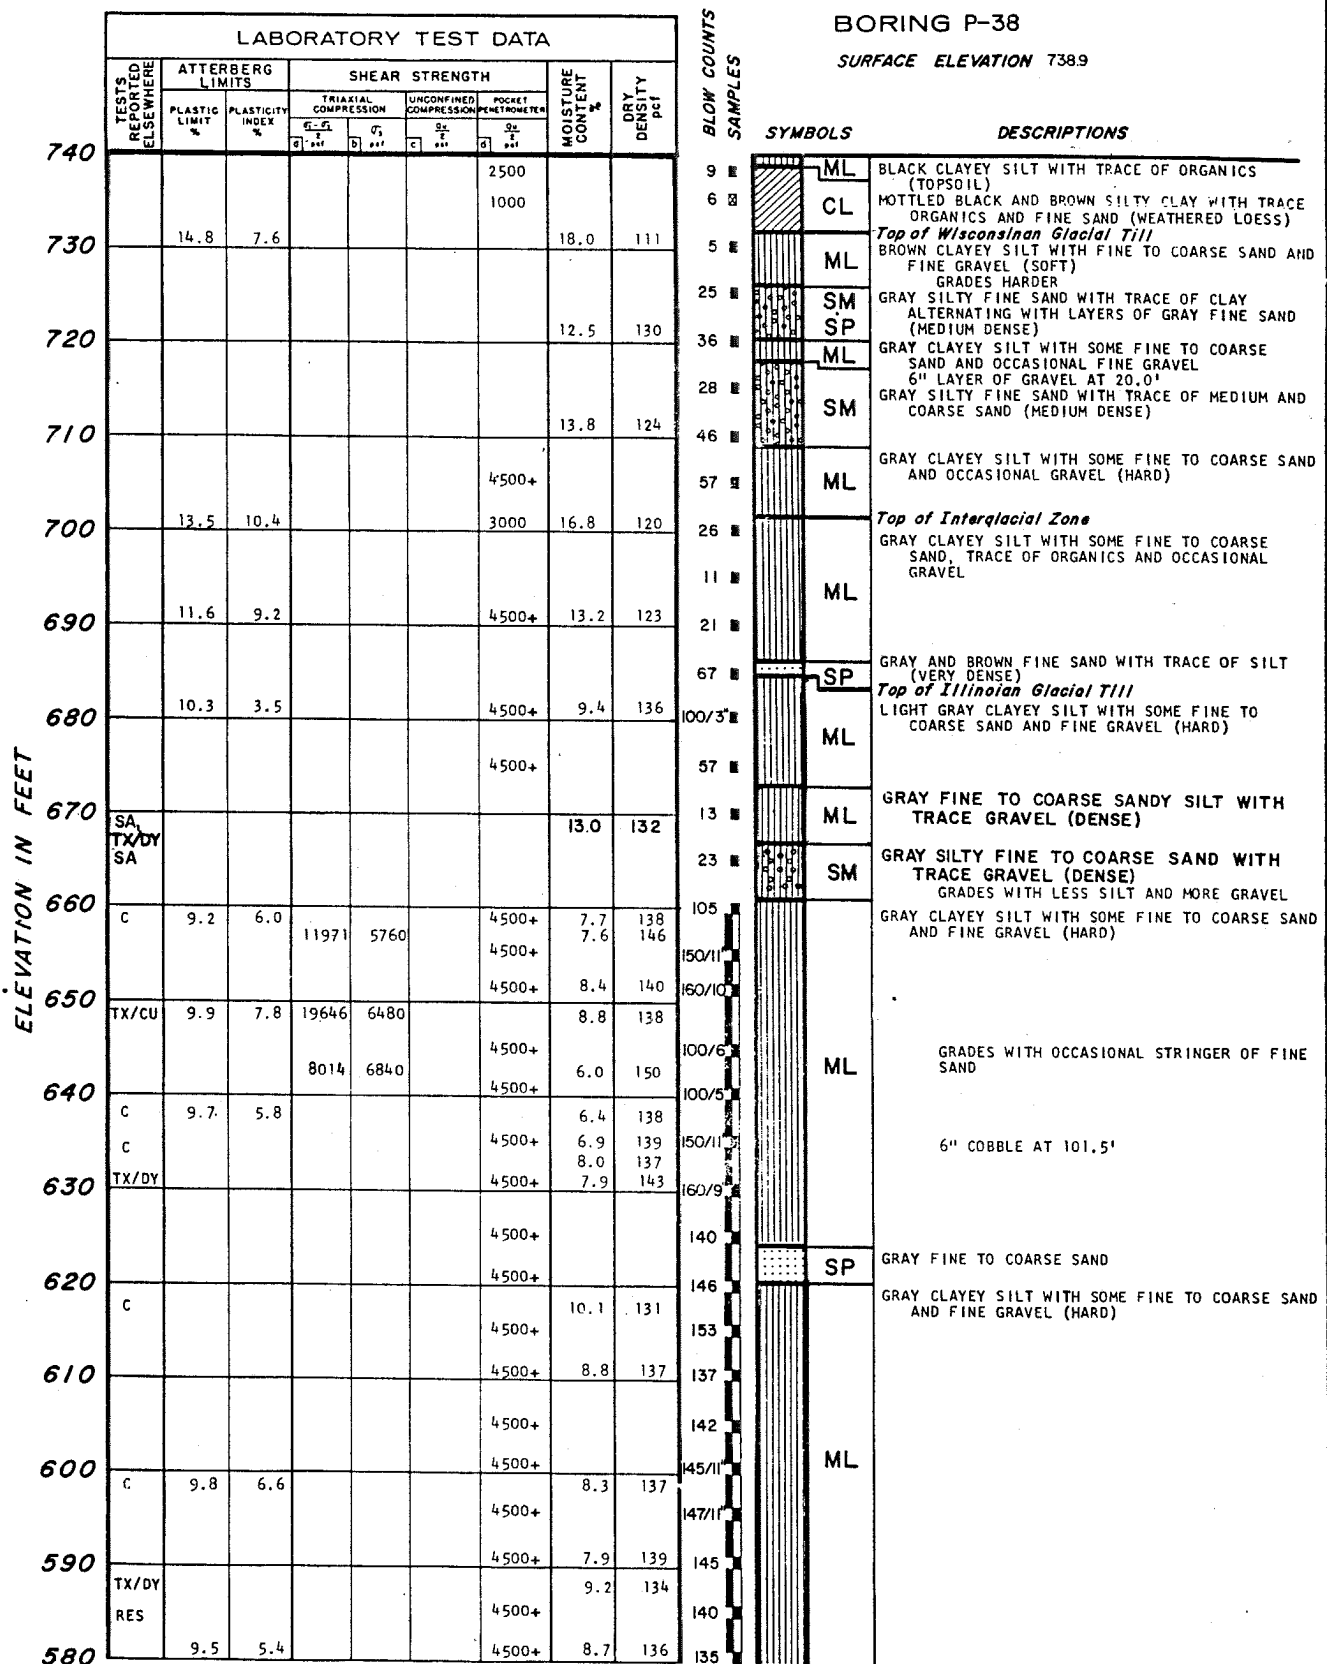 BORING P-38
SURFACE ELEVATION 738.9
LABORATORY TEST DATA
TESTS REPORTED ELSEWHERE
ATTERBERG LIMITS
PLASTIC LIMIT %
PLASTICITY INDEX %
SHEAR STRENGTH
TRIAXIAL COMPRESSION
UNCONFINED COMPRESSION
POCKET PENETROMETER
a
b
c
d
MOISTURE CONTENT %
DRY DENSITY pcf
BLOW COUNTS
SAMPLES
SYMBOLS
DESCRIPTIONS
ELEVATION IN FEET
740
9 ML BLACK CLAYEY SILT WITH TRACE OF ORGANICS
2500
(TOPSOIL)
1000
6 CL MOTTLED BLACK AND BROWN SILTY CLAY WITH TRACE
ORGANICS AND FINE SAND (WEATHERED LOESS)
Top of Wisconsinan Glacial Till
730 14.8 7.6 18.0 111
5 ML BROWN CLAYEY SILT WITH FINE TO COARSE SAND AND
FINE GRAVEL (SOFT)
GRADES HARDER
25 SM GRAY SILTY FINE SAND WITH TRACE OF CLAY
ALTERNATING WITH LAYERS OF GRAY FINE SAND
SP (MEDIUM DENSE)
720 12.5 130
36 ML GRAY CLAYEY SILT WITH SOME FINE TO COARSE
SAND AND OCCASIONAL FINE GRAVEL
6" LAYER OF GRAVEL AT 20.0'
28 SM GRAY SILTY FINE SAND WITH TRACE OF MEDIUM AND
COARSE SAND (MEDIUM DENSE)
710 13.8 124
46
GRAY CLAYEY SILT WITH SOME FINE TO COARSE SAND
4500+ 57 ML AND OCCASIONAL GRAVEL (HARD)
Top of Interglacial Zone
700 13.5 10.4 3000 16.8 120 26
GRAY CLAYEY SILT WITH SOME FINE TO COARSE
SAND, TRACE OF ORGANICS AND OCCASIONAL
GRAVEL
11
ML
690 11.6 9.2 4500+ 13.2 123 21
GRAY AND BROWN FINE SAND WITH TRACE OF SILT
67 SP (VERY DENSE)
Top of Illinoian Glacial Till
680 10.3 3.5 4500+ 9.4 136 100/3"
LIGHT GRAY CLAYEY SILT WITH SOME FINE TO
COARSE SAND AND FINE GRAVEL (HARD)
ML
4500+ 57
670 13 ML GRAY FINE TO COARSE SANDY SILT WITH
TRACE GRAVEL (DENSE)
SA, 13.0 132
TX/DY
SA
23 SM GRAY SILTY FINE TO COARSE SAND WITH
TRACE GRAVEL (DENSE)
GRADES WITH LESS SILT AND MORE GRAVEL
660 105
C 9.2 6.0 4500+ 7.7 138 GRAY CLAYEY SILT WITH SOME FINE TO COARSE SAND
11971 5760 7.6 146 AND FINE GRAVEL (HARD)
4500+ 150/11"
4500+ 8.4 140 160/10
650
TX/CU 9.9 7.8 19646 6480 8.8 138
4500+ 100/6" GRADES WITH OCCASIONAL STRINGER OF FINE
SAND
8014 6840 6.0 150 ML
640 4500+ 100/5"
C 9.7 5.8 6.4 138
C 4500+ 6.9 139 150/11 6" COBBLE AT 101.5'
8.0 137
630 TX/DY 4500+ 7.9 143 160/9"
4500+ 140
SP GRAY FINE TO COARSE SAND
620 4500+ 146
C 10.1 131 GRAY CLAYEY SILT WITH SOME FINE TO COARSE SAND
AND FINE GRAVEL (HARD)
4500+ 153
610 4500+ 8.8 137 137
4500+ 142
ML
600 4500+ 145/11"
C 9.8 6.6 8.3 137
4500+ 147/11"
590 4500+ 7.9 139 145
TX/DY 9.2 134
RES 4500+ 140
580 9.5 5.4 4500+ 8.7 136 135